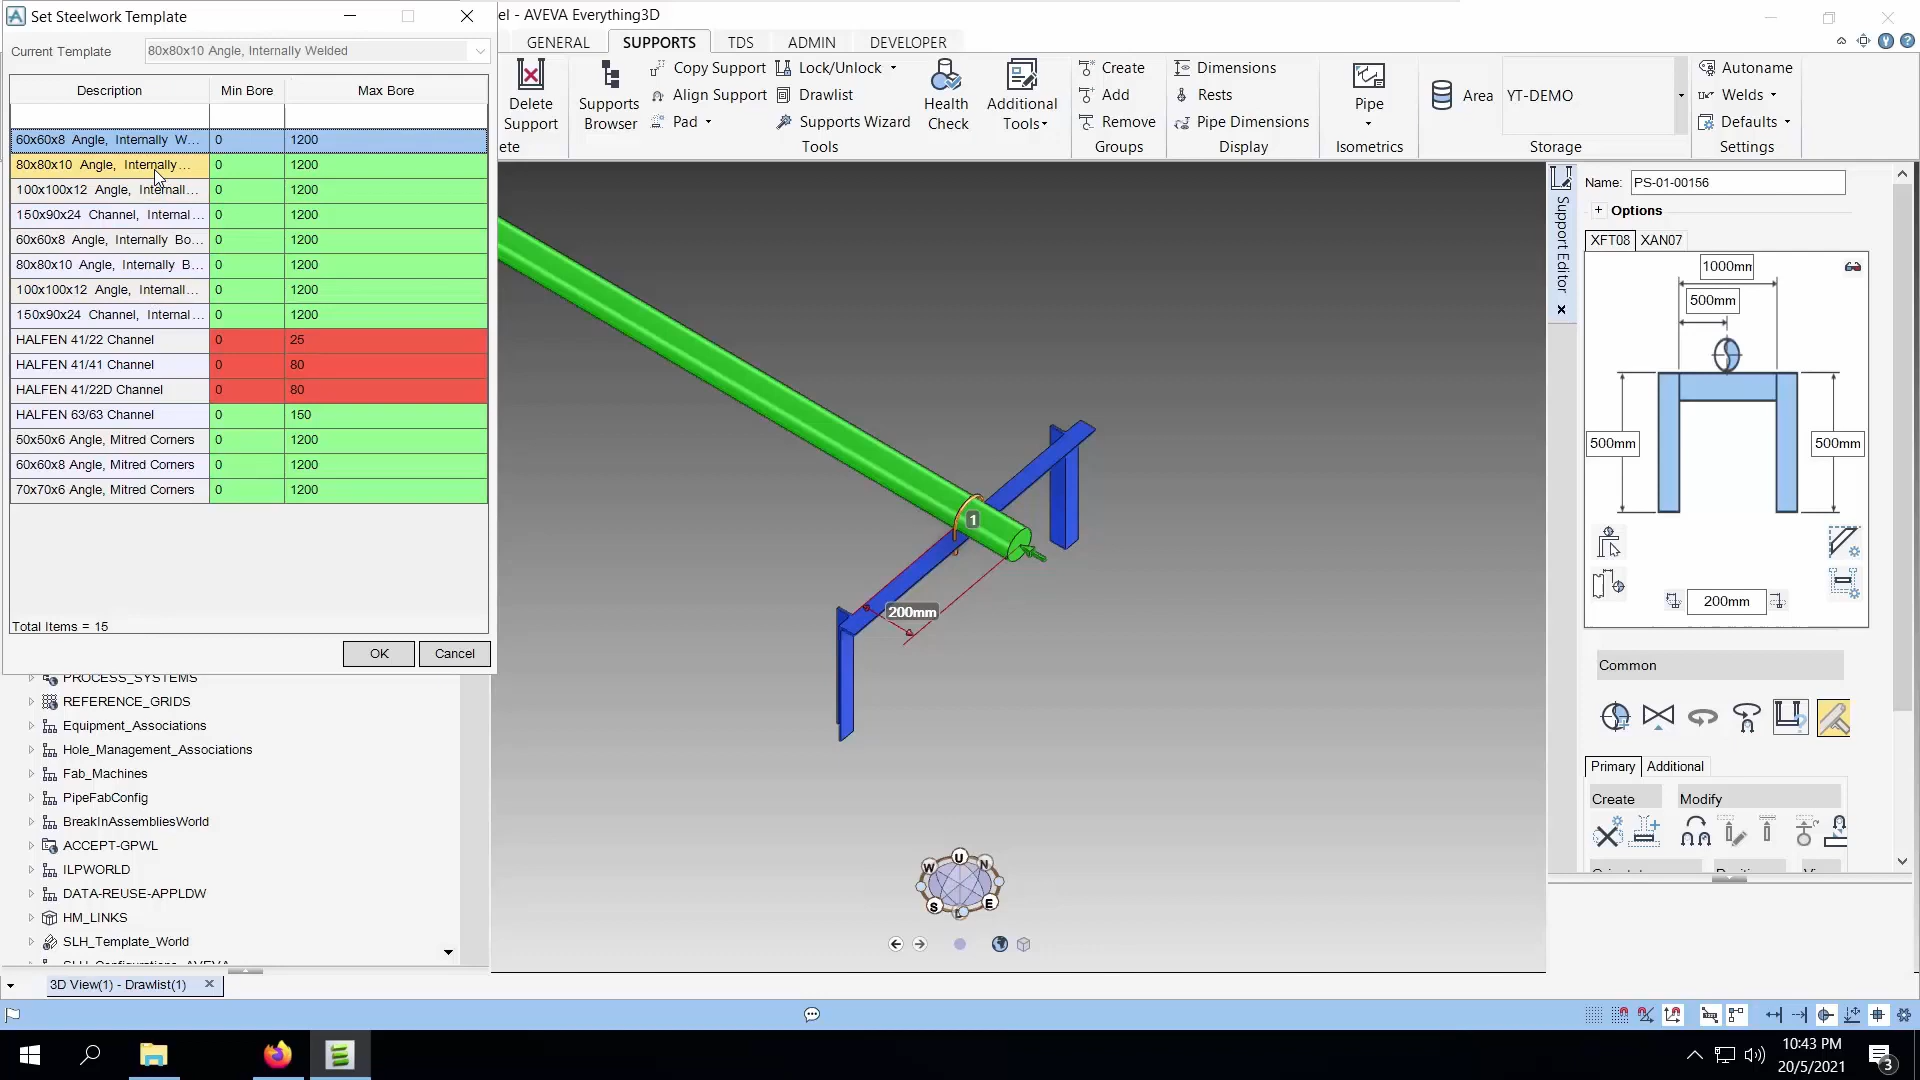 Set Steelwork Template
el - AVEVA Everything3D
Current Template
80x80x10 Angle, Internally Welded
Description Min Bore Max Bore
60x60x8 Angle, Internally W... 0 1200
80x80x10 Angle, Internally... 0 1200
100x100x12 Angle, Internall... 0 1200
150x90x24 Channel, Internal... 0 1200
60x60x8 Angle, Internally Bo... 0 1200
80x80x10 Angle, Internally B... 0 1200
100x100x12 Angle, Internall... 0 1200
150x90x24 Channel, Internal... 0 1200
HALFEN 41/22 Channel 0 25
HALFEN 41/41 Channel 0 80
HALFEN 41/22D Channel 0 80
HALFEN 63/63 Channel 0 150
50x50x6 Angle, Mitred Corners 0 1200
60x60x8 Angle, Mitred Corners 0 1200
70x70x6 Angle, Mitred Corners 0 1200
Total Items = 15
OK Cancel
GENERAL SUPPORTS TDS ADMIN DEVELOPER
Delete Support
ete
Supports Browser
Copy Support
Align Support
Pad
Lock/Unlock
Drawlist
Supports Wizard
Health Check
Additional Tools
Tools
Create
Add
Remove
Groups
Dimensions
Rests
Pipe Dimensions
Display
Pipe
Isometrics
Area YT-DEMO
Storage
Autoname
Welds
Defaults
Settings
PROCESS_SYSTEMS
REFERENCE_GRIDS
Equipment_Associations
Hole_Management_Associations
Fab_Machines
PipeFabConfig
BreakInAssembliesWorld
ACCEPT-GPWL
ILPWORLD
DATA-REUSE-APPLDW
HM_LINKS
SLH_Template_World
SLH_Configurations_AVEVA
3D View(1) - Drawlist(1)
1
200mm
U
W
N
S
E
Support Editor
Name: PS-01-00156
+ Options
XFT08 XAN07
1000mm
500mm
500mm
500mm
200mm
Common
Primary Additional
Create Modify
10:43 PM
20/5/2021
3